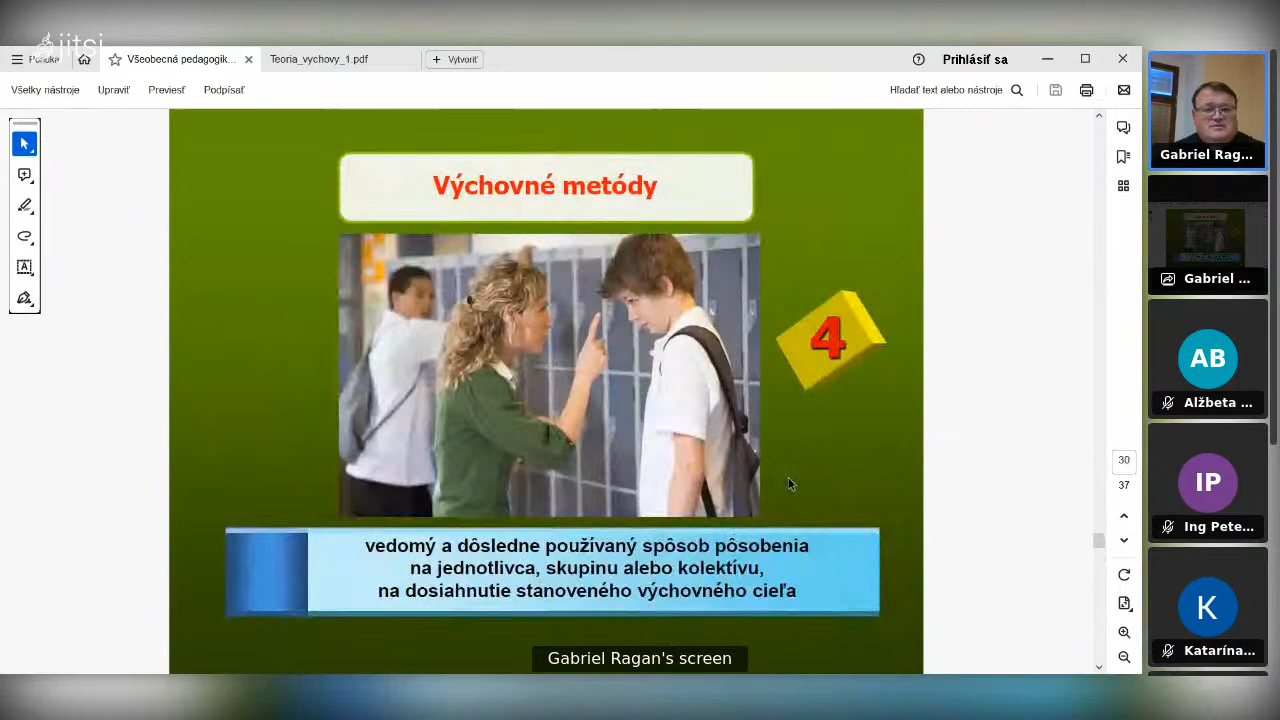 jitsi
Ponuka
Všeobecná pedagogik...
Teoria_vychovy_1.pdf
Vytvoriť
Prihlásiť sa
Všetky nástroje
Upraviť
Previesť
Podpísať
Hľadať text alebo nástroje
Výchovné metódy
4
vedomý a dôsledne používaný spôsob pôsobenia
na jednotlivca, skupinu alebo kolektívu,
na dosiahnutie stanoveného výchovného cieľa
30
37
Gabriel Ragan's screen
Gabriel Rag...
Gabriel ...
AB
Alžbeta ...
IP
Ing Pete...
K
Katarína...